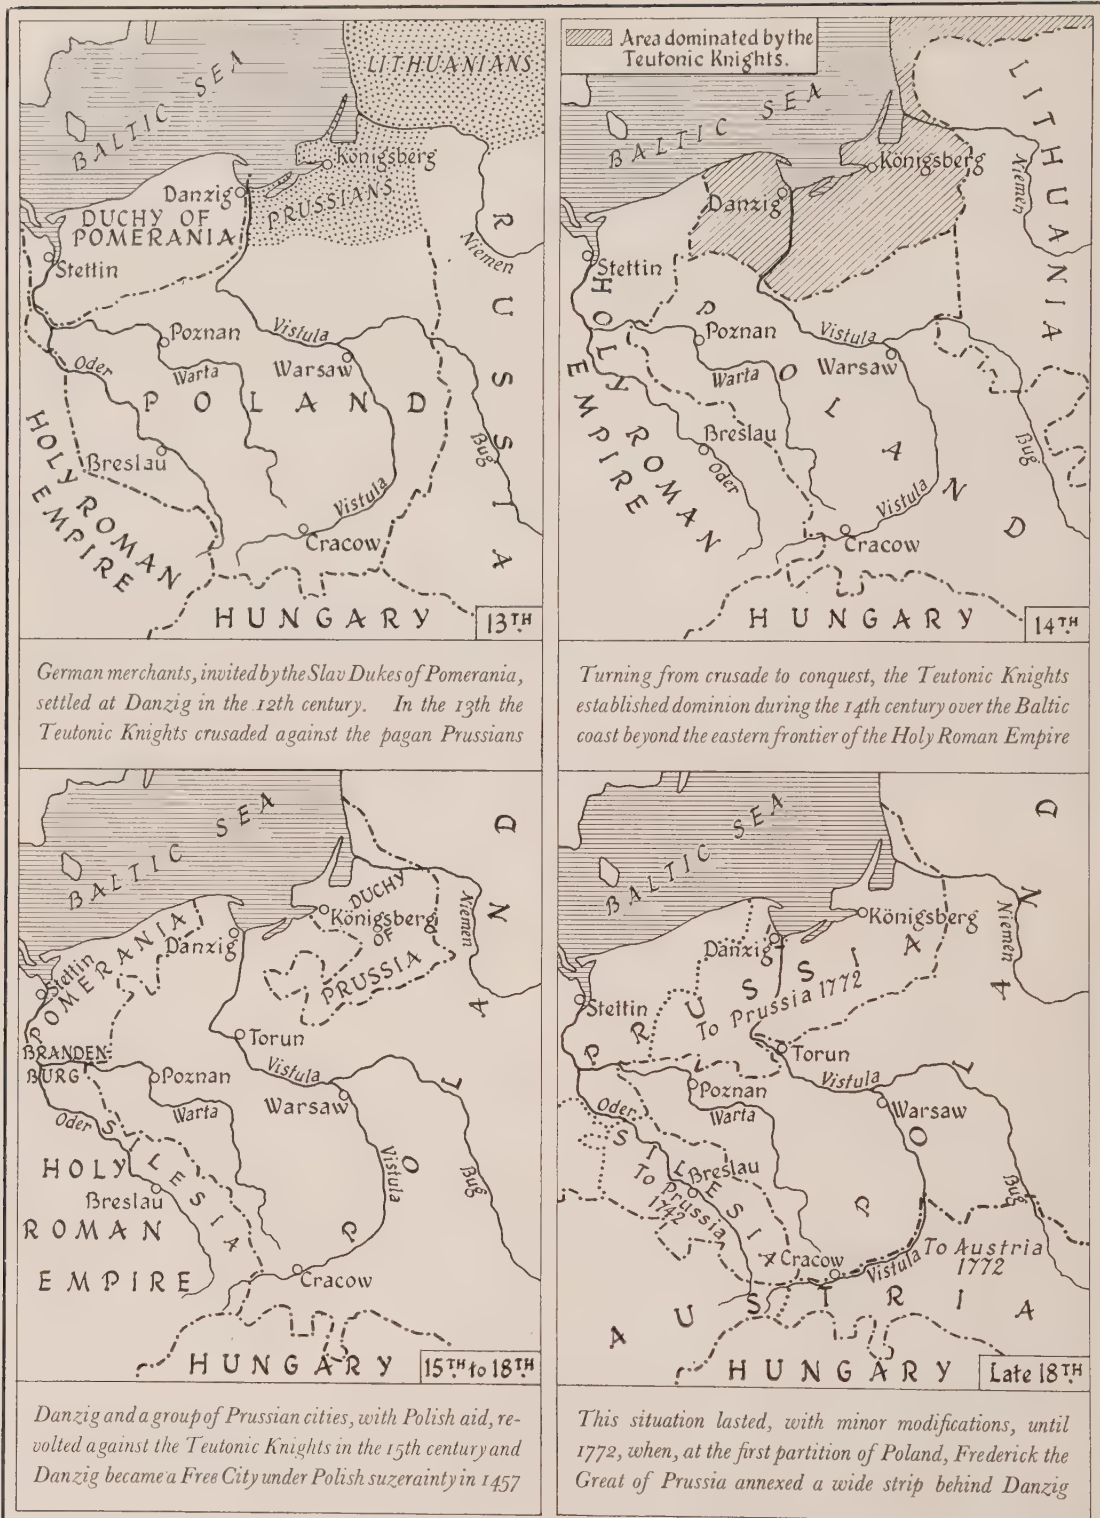 BALTIC SEA
LITHUANIANS
Königsberg
Danzig
PRUSSIANS
DUCHY OF
POMERANIA
Stettin
Niemen
RUSSIA
Poznan
Vistula
Oder
Warta
Warsaw
POLAND
Bug
Breslau
HOLY ROMAN
EMPIRE
Vistula
Cracow
HUNGARY
13TH
German merchants, invited by the Slav Dukes of Pomerania,
settled at Danzig in the 12th century. In the 13th the
Teutonic Knights crusaded against the pagan Prussians
Area dominated by the
Teutonic Knights.
BALTIC SEA
LITHUANIA
Königsberg
Niemen
Danzig
Stettin
HOLY ROMAN
EMPIRE
POLAND
Poznan
Vistula
Warta
Warsaw
Breslau
Oder
Bug
Vistula
Cracow
HUNGARY
14TH
Turning from crusade to conquest, the Teutonic Knights
established dominion during the 14th century over the Baltic
coast beyond the eastern frontier of the Holy Roman Empire
BALTIC SEA
POLAND
DUCHY
Königsberg
OF
PRUSSIA
Niemen
Danzig
POMERANIA
Stettin
Torun
BRANDEN-
BURG
Poznan
Vistula
Warta
Warsaw
Oder
SILESIA
HOLY
Breslau
ROMAN
EMPIRE
Vistula
Bug
Cracow
HUNGARY
15TH to 18TH
Danzig and a group of Prussian cities, with Polish aid, re-
volted against the Teutonic Knights in the 15th century and
Danzig became a Free City under Polish suzerainty in 1457
BALTIC SEA
POLAND
Königsberg
Niemen
Danzig
PRUSSIA
To Prussia 1772
Stettin
Torun
Poznan
Vistula
Warta
Warsaw
Oder
SILESIA
Breslau
To Prussia
1742
Bug
Cracow
Vistula
To Austria
1772
AUSTRIA
HUNGARY
Late 18TH
This situation lasted, with minor modifications, until
1772, when, at the first partition of Poland, Frederick the
Great of Prussia annexed a wide strip behind Danzig